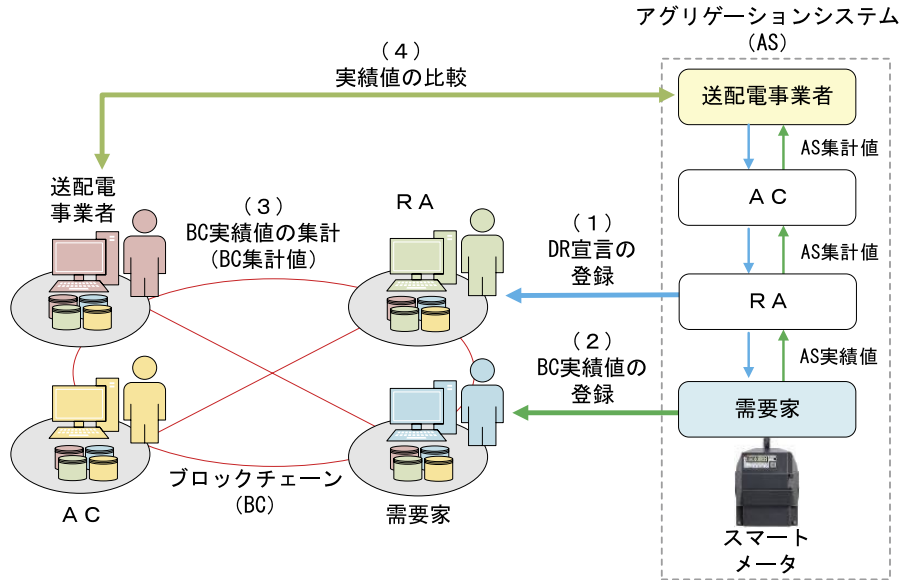 アグリゲーションシステム
(AS)
(4)
実績値の比較
送配電事業者
AS集計値
送配電
事業者
(3)
BC実績値の集計
(BC集計値)
RA
(1)
DR宣言の
登録
AC
AS集計値
RA
(2)
BC実績値の
登録
AS実績値
需要家
ブロックチェーン
(BC)
AC
需要家
スマート
メータ